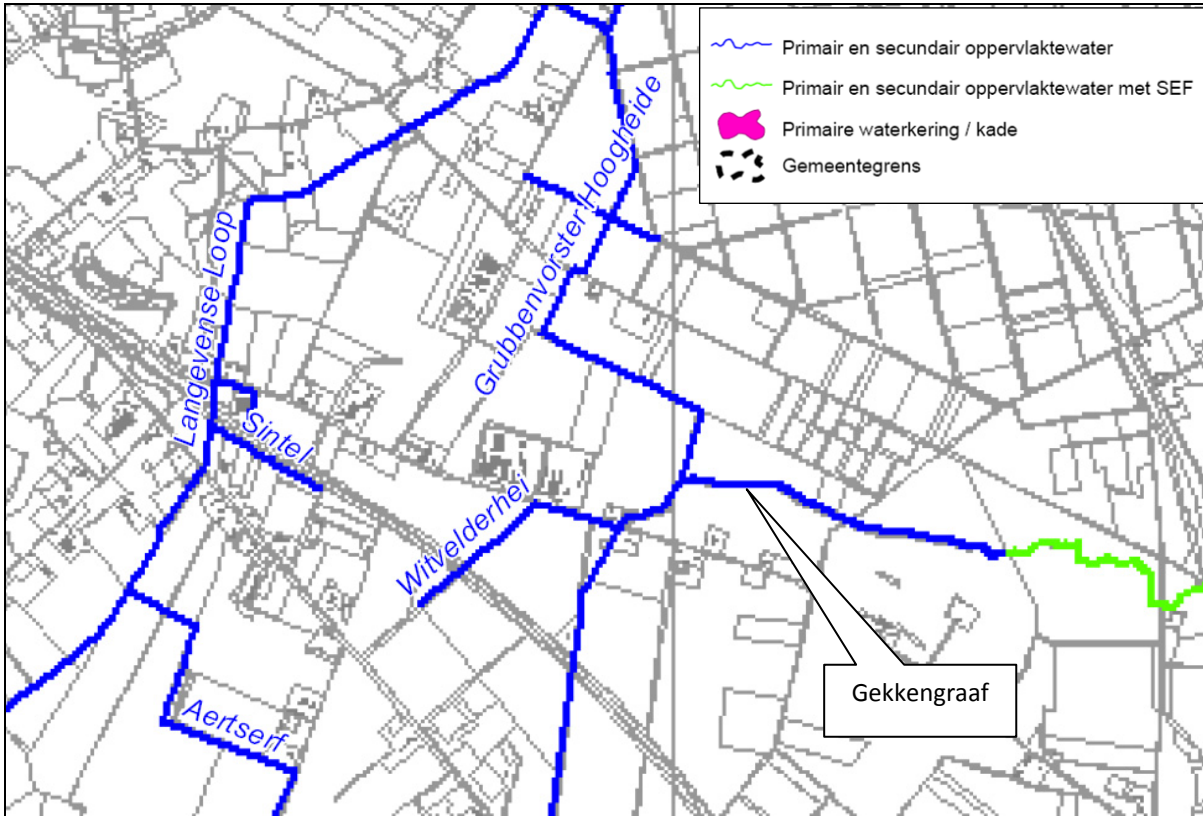 Primair en secundair oppervlaktewater
Primair en secundair oppervlaktewater met SEF
Primaire waterkering / kade
Gemeentegrens
Langevense Loop
Grubbenvorster Hoogheide
Sintel
Witvelderhei
Gekkengraaf
Aertserf